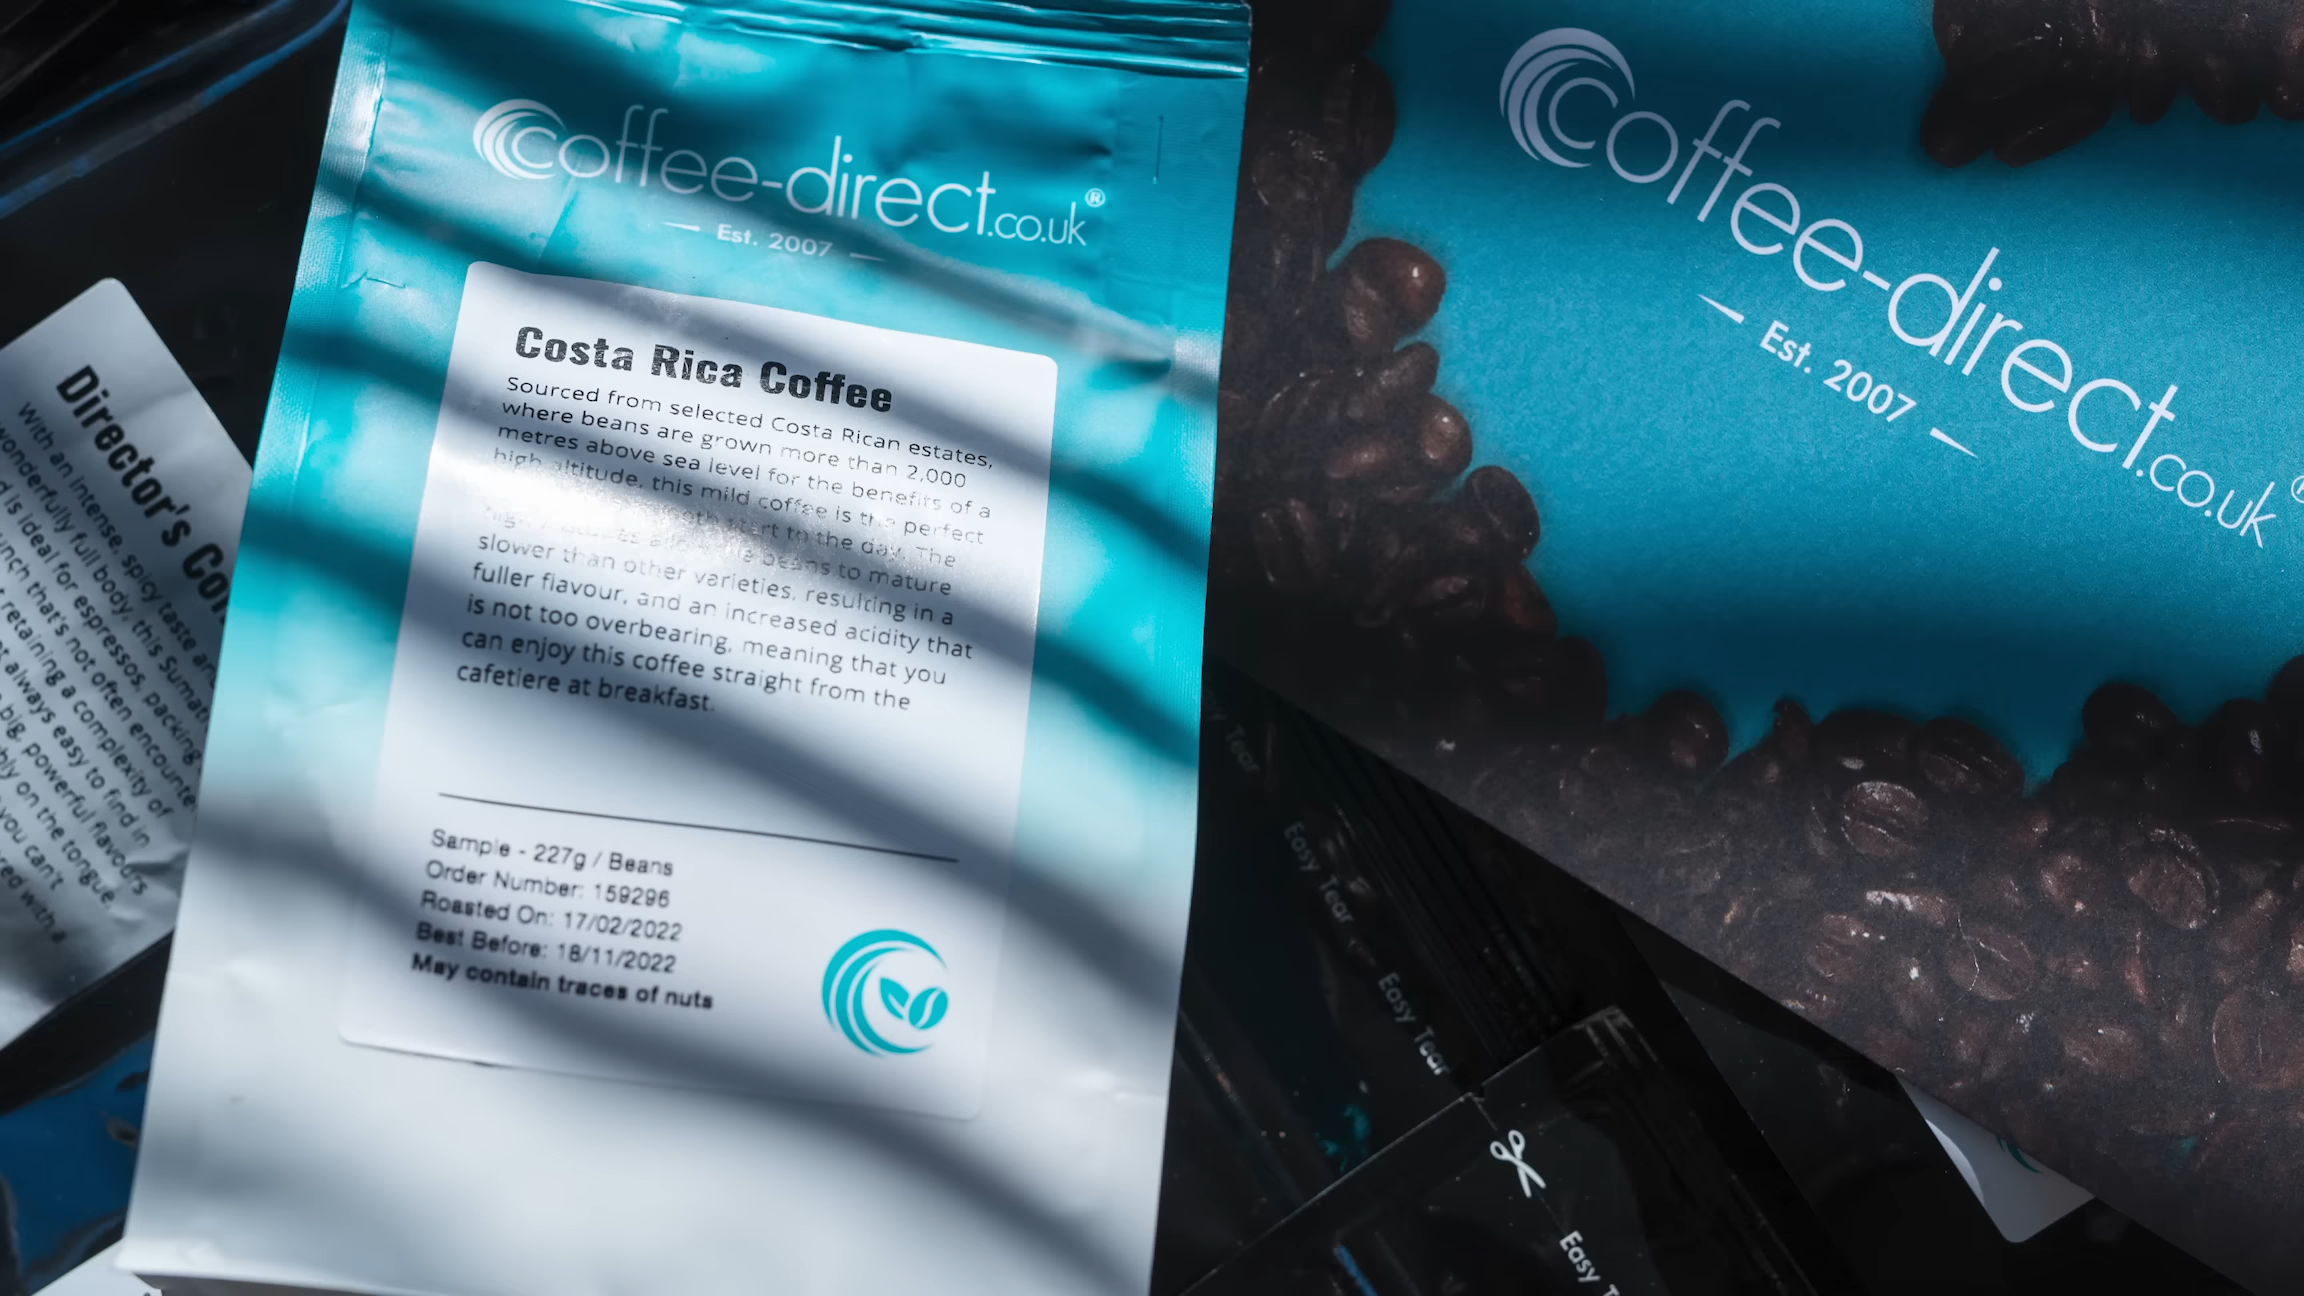 coffee-direct.co.uk®
Est. 2007
Costa Rica Coffee
Sourced from selected Costa Rican estates,
where beans are grown more than 2,000
metres above sea level for the benefits of a
high altitude, this mild coffee is the perfect
start to the day. The
beans to mature
slower than other varieties, resulting in a
fuller flavour, and an increased acidity that
is not too overbearing, meaning that you
can enjoy this coffee straight from the
cafetiere at breakfast.
Sample - 227g / Beans
Order Number: 159296
Roasted On: 17/02/2022
Best Before: 18/11/2022
May contain traces of nuts
Director's
With an intense, spicy taste
wonderfully full body, this
is ideal for espressos, packing
that's not often
retaining a complexity of
always easy to find in
big, powerful flavours
on the tongue,
you can't
with a
coffee-direct.co.uk
Est. 2007
Easy Tear
Easy Tear
Easy Tear
Easy